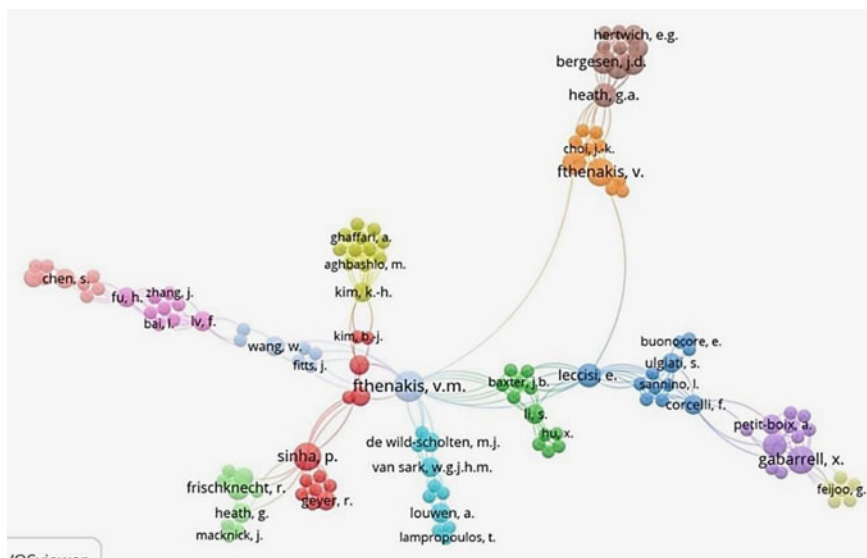 hertwich, e.g.
bergesen, j.d.
heath, g.a.
choi, j.-k.
fthenakis, v.
ghaffari, a.
aghbashlo, m.
kim, k.-h.
chen, s.
fu, h.
zhang, j.
bai, l.
lv, f.
wang, w.
fitts, j.
kim, b.-j.
fthenakis, v.m.
baxter, j.b.
li, s.
hu, x.
leccisi, e.
buonocore, e.
ulgiati, s.
sannino, l.
corcelli, f.
petit-boix, a.
gabarrell, x.
feijoo, g.
de wild-scholten, m.j.
van sark, w.g.j.h.m.
louwen, a.
lampropoulos, t.
sinha, p.
geyer, r.
frischknecht, r.
heath, g.
macknick, j.